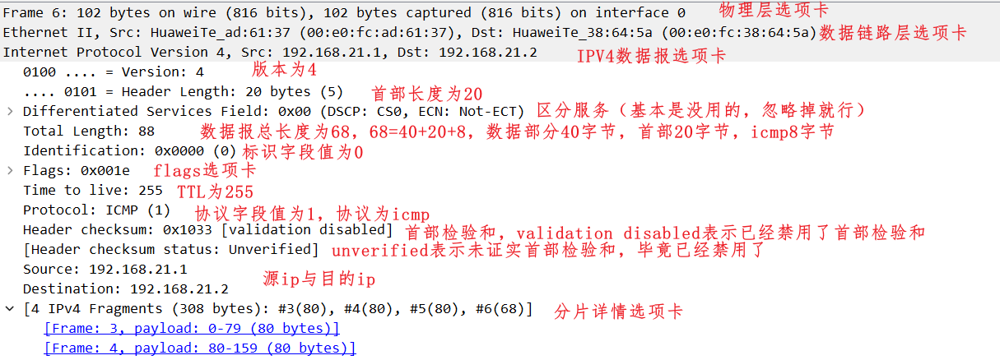 Frame 6: 102 bytes on wire (816 bits), 102 bytes captured (816 bits) on interface 0 物理层选项卡
Ethernet II, Src: HuaweiTe_ad:61:37 (00:e0:fc:ad:61:37), Dst: HuaweiTe_38:64:5a (00:e0:fc:38:64:5a) 数据链路层选项卡
Internet Protocol Version 4, Src: 192.168.21.1, Dst: 192.168.21.2 IPV4数据报选项卡
0100 .... = Version: 4 版本为4
.... 0101 = Header Length: 20 bytes (5) 首部长度为20
Differentiated Services Field: 0x00 (DSCP: CS0, ECN: Not-ECT) 区分服务（基本是没用的，忽略掉就行）
Total Length: 88 数据报总长度为68，68=40+20+8，数据部分40字节，首部20字节，icmp8字节
Identification: 0x0000 (0) 标识字段值为0
Flags: 0x001e flags选项卡
Time to live: 255 TTL为255
Protocol: ICMP (1) 协议字段值为1，协议为icmp
Header checksum: 0x1033 [validation disabled] 首部检验和，validation disabled表示已经禁用了首部检验和
[Header checksum status: Unverified] unverified表示未证实首部检验和，毕竟已经禁用了
Source: 192.168.21.1
源ip与目的ip
Destination: 192.168.21.2
[4 IPv4 Fragments (308 bytes): #3(80), #4(80), #5(80), #6(68)] 分片详情选项卡
[Frame: 3, payload: 0-79 (80 bytes)]
[Frame: 4, payload: 80-159 (80 bytes)]